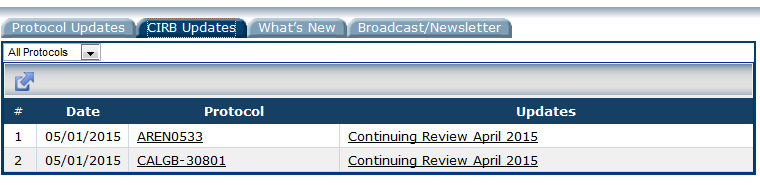 Protocol Updates CIRB Updates What's New Broadcast/Newsletter
All Protocols
# Date Protocol Updates
1 05/01/2015 AREN0533 Continuing Review April 2015
2 05/01/2015 CALGB-30801 Continuing Review April 2015